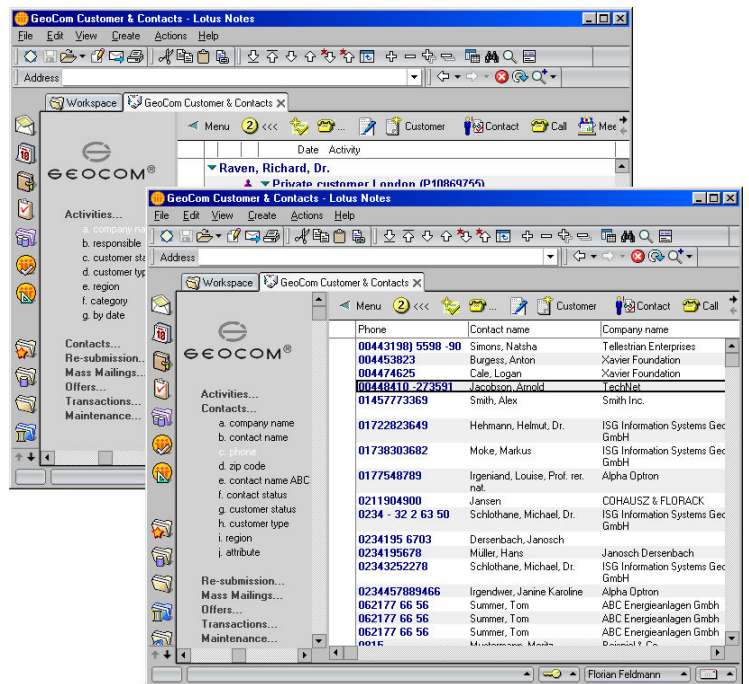 GeoCom Customer & Contacts - Lotus Notes
File Edit View Create Actions Help
Address
Workspace GeoCom Customer & Contacts
Menu 2 <<< ... Customer Contact Call
Date Activity
GEOCOM®
Raven, Richard, Dr.
Private customer London (P10869755)
Activities...
b. responsible
c. customer
d. customer
e. region
f. category
g. by date
Contacts...
Re-submission...
Mass Mailings...
Offers...
Transactions...
Maintenance...
GeoCom Customer & Contacts - Lotus Notes
File Edit View Create Actions Help
Address
Workspace GeoCom Customer & Contacts
Menu 2 <<< ... Customer Contact Call
GEOCOM®
Activities...
Contacts...
a. company name
b. contact name
c. phone
d. zip code
e. contact name ABC
f. contact status
g. customer status
h. customer type
i. region
j. attribute
Re-submission...
Mass Mailings...
Offers...
Transactions...
Maintenance...
Phone Contact name Company name
00443198) 5598 -90 Simons, Natsha Tellestrian Enterprises
004453823 Burgess, Anton Xavier Foundation
004474625 Cale, Logan Xavier Foundation
00448410 -273591 Jacobson, Arnold TechNet
01457773369 Smith, Alex Smith Inc.
01722823649 Hehmann, Helmut, Dr. ISG Information Systems Geo
GmbH
01738303682 Moke, Markus ISG Information Systems Geo
GmbH
0177548789 Irgeniand, Louise, Prof. rer. Alpha Optron
nat.
0211904900 Jansen COHAUSZ & FLORACK
0234 - 32 2 63 50 Schlothane, Michael, Dr. ISG Information Systems Geo
GmbH
0234195 6703 Dersenbach, Janosch
0234195678 Müller, Hans Janosch Dersenbach
02343252278 Schlothane, Michael, Dr. ISG Information Systems Geo
GmbH
0234457889466 Irgendwer, Janine Karoline Alpha Optron
062177 66 56 Summer, Tom ABC Energieanlagen Gmbh
062177 66 56 Summer, Tom ABC Energieanlagen Gmbh
062177 66 56 Summer, Tom ABC Energieanlagen Gmbh
0815 Mustermann, Moritz Beispiel & Co
Florian Feldmann